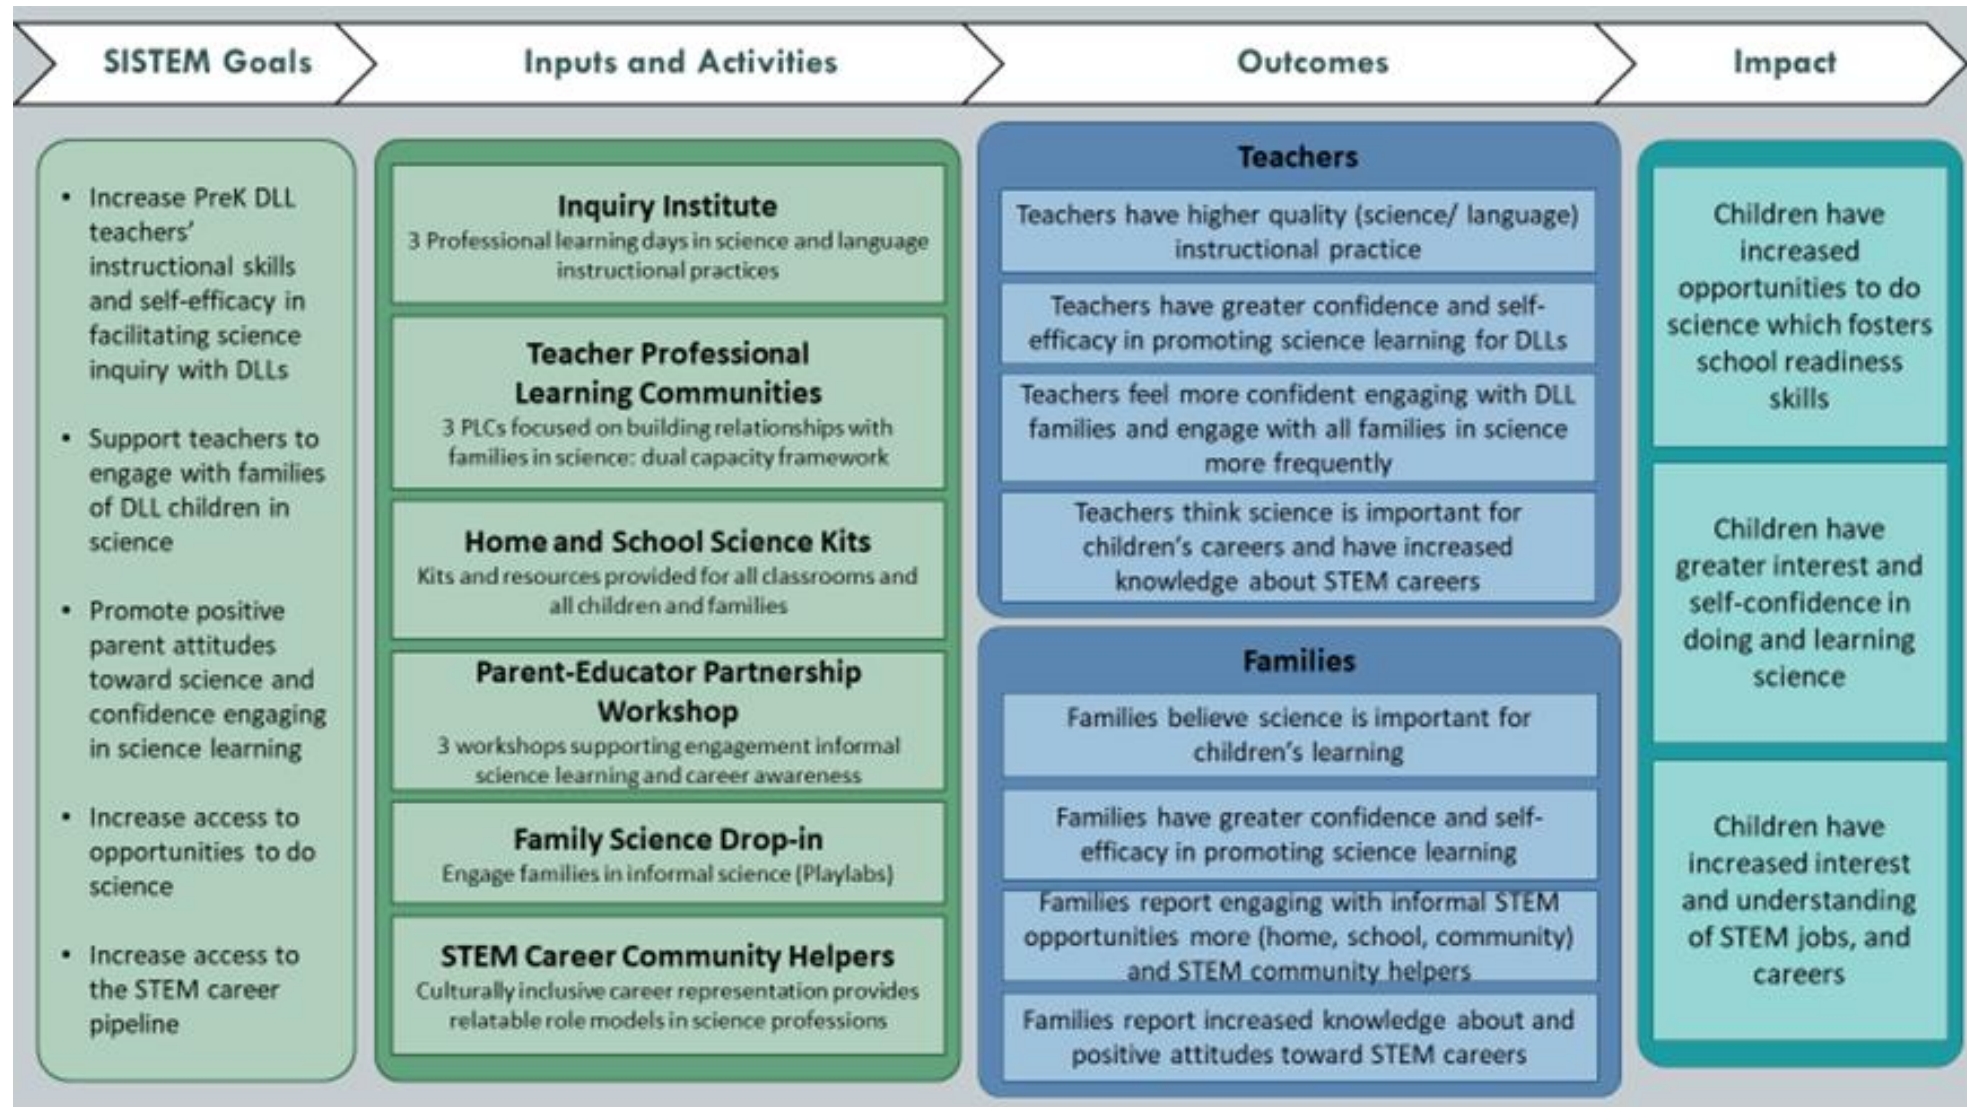 SISTEM Goals
Inputs and Activities
Outcomes
Impact
• Increase PreK DLL
teachers’
instructional skills
and self-efficacy in
facilitating science
inquiry with DLLs
• Support teachers to
engage with families
of DLL children in
science
• Promote positive
parent attitudes
toward science and
confidence engaging
in science learning
• Increase access to
opportunities to do
science
• Increase access to
the STEM career
pipeline
Inquiry Institute
3 Professional learning days in science and language
instructional practices
Teacher Professional
Learning Communities
3 PLCs focused on building relationships with
families in science: dual capacity framework
Home and School Science Kits
Kits and resources provided for all classrooms and
all children and families
Parent-Educator Partnership
Workshop
3 workshops supporting engagement informal
science learning and career awareness
Family Science Drop-in
Engage families in informal science (Playlabs)
STEM Career Community Helpers
Culturally inclusive career representation provides
relatable role models in science professions
Teachers
Teachers have higher quality (science/ language)
instructional practice
Teachers have greater confidence and self-
efficacy in promoting science learning for DLLs
Teachers feel more confident engaging with DLL
families and engage with all families in science
more frequently
Teachers think science is important for
children’s careers and have increased
knowledge about STEM careers
Families
Families believe science is important for
children’s learning
Families have greater confidence and self-
efficacy in promoting science learning
Families report engaging with informal STEM
opportunities more (home, school, community)
and STEM community helpers
Families report increased knowledge about and
positive attitudes toward STEM careers
Children have
increased
opportunities to do
science which fosters
school readiness
skills
Children have
greater interest and
self-confidence in
doing and learning
science
Children have
increased interest
and understanding
of STEM jobs, and
careers